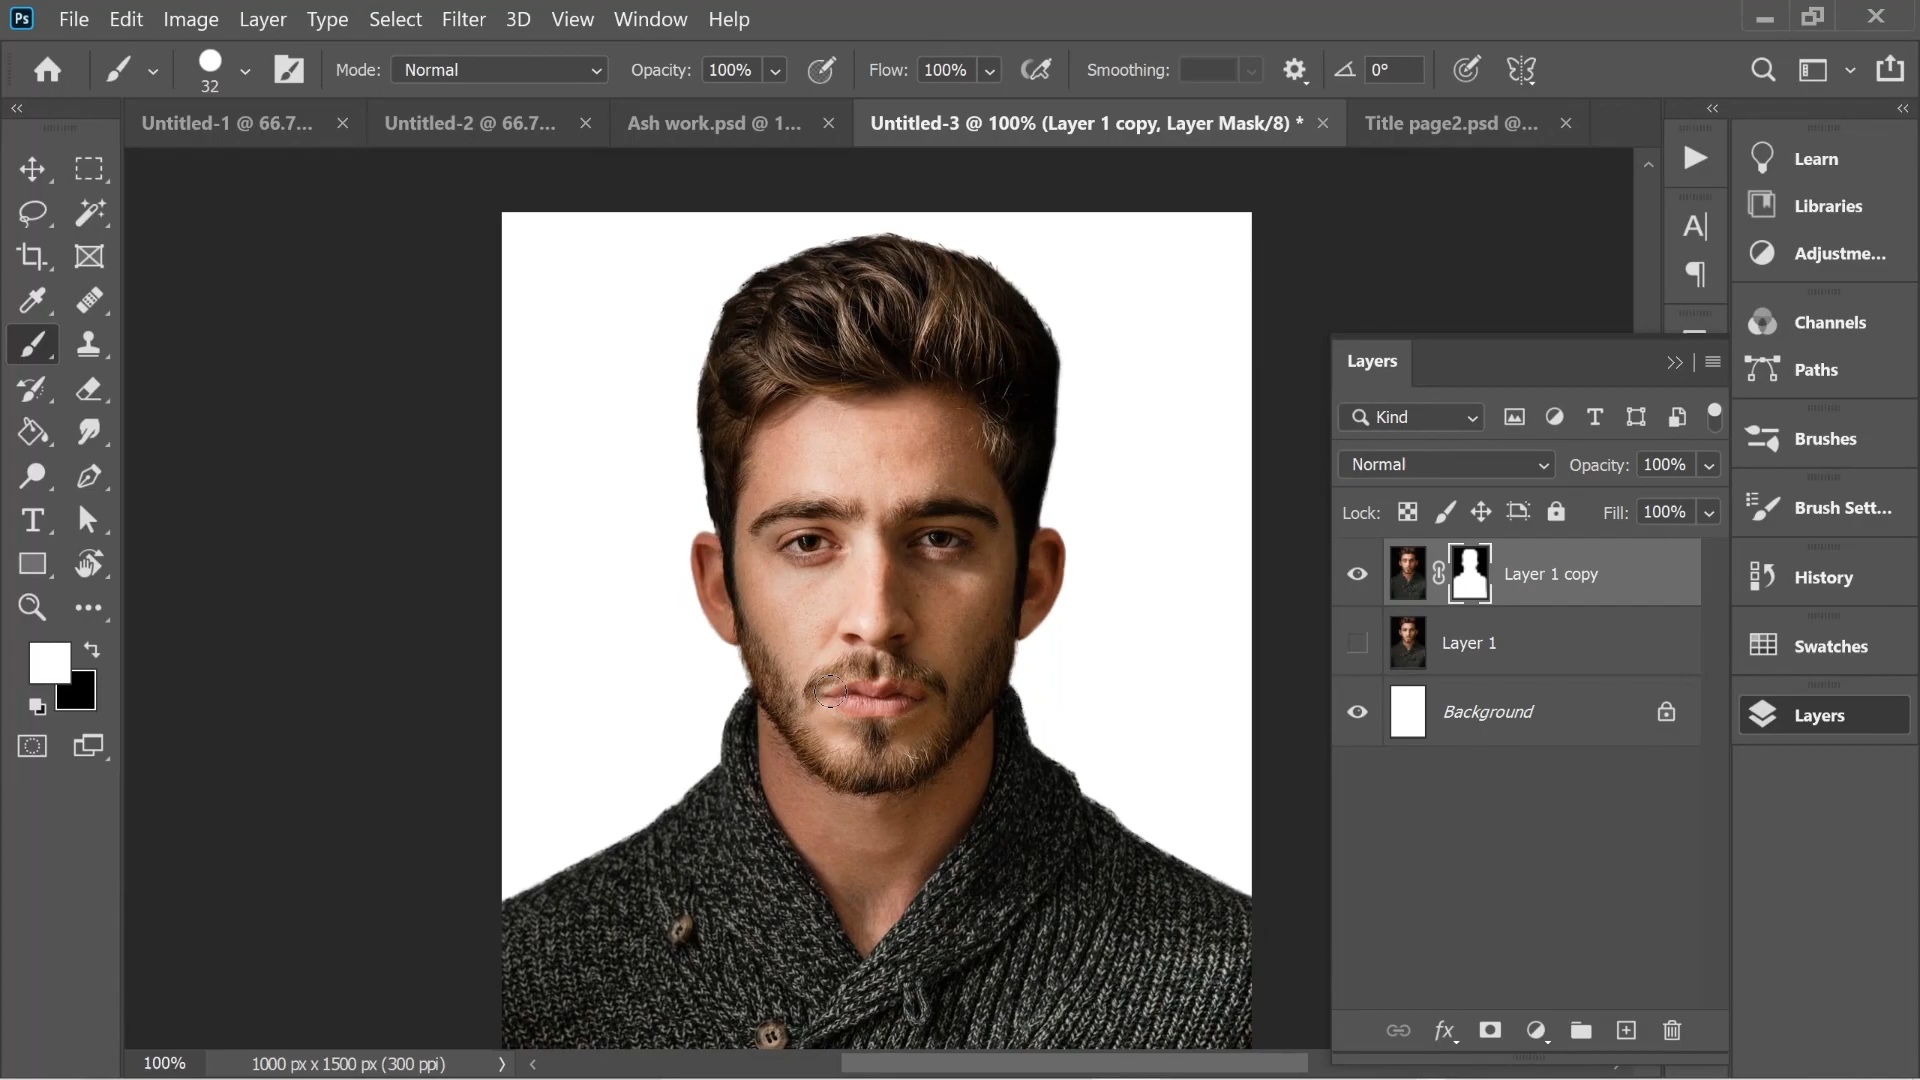 Ps File Edit Image Layer Type Select Filter 3D View Window Help
32 Mode: Normal Opacity: 100% Flow: 100% Smoothing: 0°
Untitled-1 @ 66.7... Untitled-2 @ 66.7... Ash work.psd @ 1... Untitled-3 @ 100% (Layer 1 copy, Layer Mask/8) * Title page2.psd @...
Learn
Libraries
Adjustme...
Channels
Paths
Brushes
Brush Sett...
History
Swatches
Layers
Layers
Kind
Normal Opacity: 100%
Lock: Fill: 100%
Layer 1 copy
Layer 1
Background
fx
100% 1000 px x 1500 px (300 ppi)